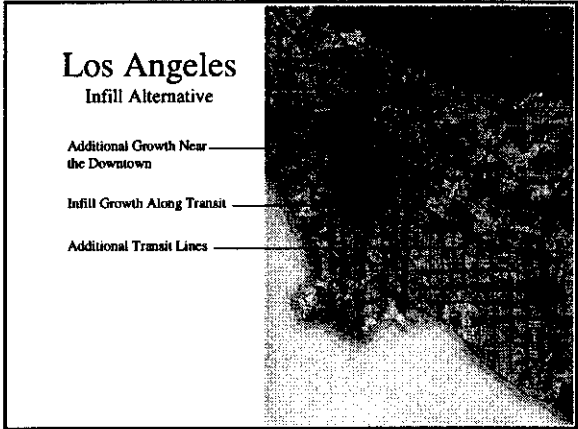 Los Angeles
Infill Alternative
Additional Growth Near
the Downtown
Infill Growth Along Transit
Additional Transit Lines